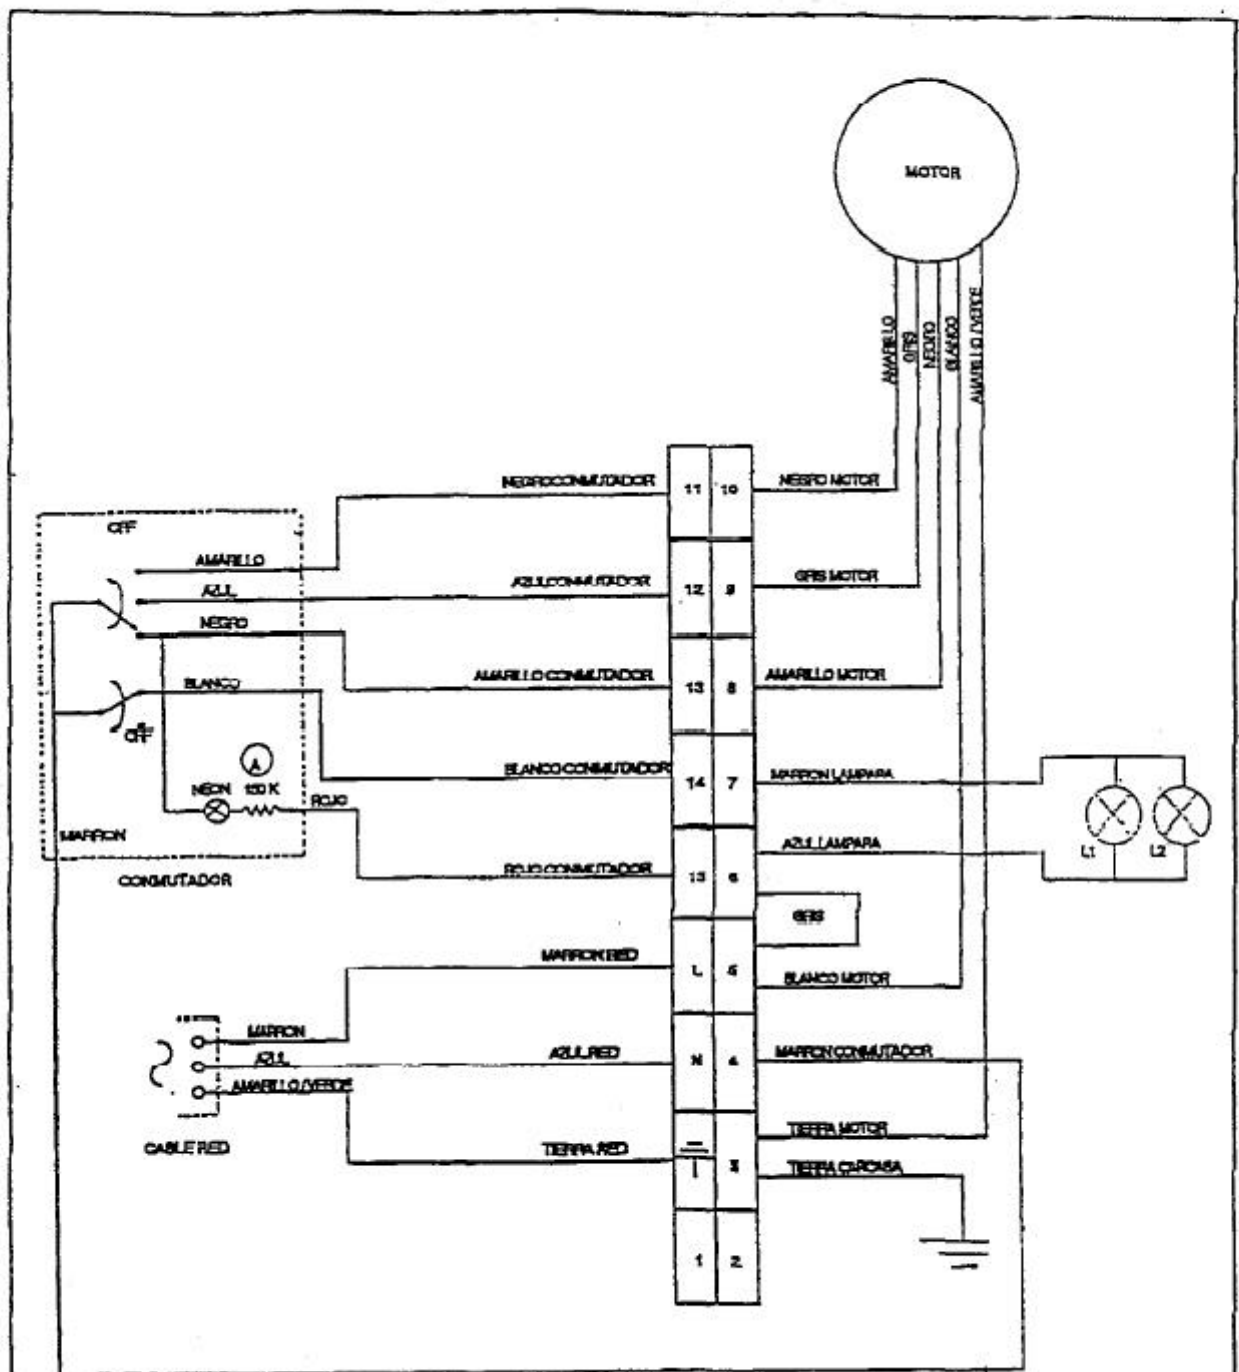 MOTOR
AMARILLO
GRIS
NEGRO
BLANCO
AMARILLO/VERDE
NEGRO CONMUTADOR
11
10
NEGRO MOTOR
OFF
AMARILLO
AZUL
AZUL CONMUTADOR
12
9
GRIS MOTOR
NEGRO
AMARILLO CONMUTADOR
13
8
AMARILLO MOTOR
BLANCO
OFF
A
BLANCO CONMUTADOR
14
7
MARRON LAMPARA
NEON
150 K
ROJO
MARRON
CONMUTADOR
AZUL LAMPARA
L1
L2
ROJO CONMUTADOR
6
GRIS
MARRON RED
L
5
BLANCO MOTOR
MARRON
AZUL
AMARILLO/VERDE
AZUL RED
N
4
MARRON CONMUTADOR
CABLE RED
TIERRA MOTOR
TIERRA RED
3
TIERRA CARCASA
1
2